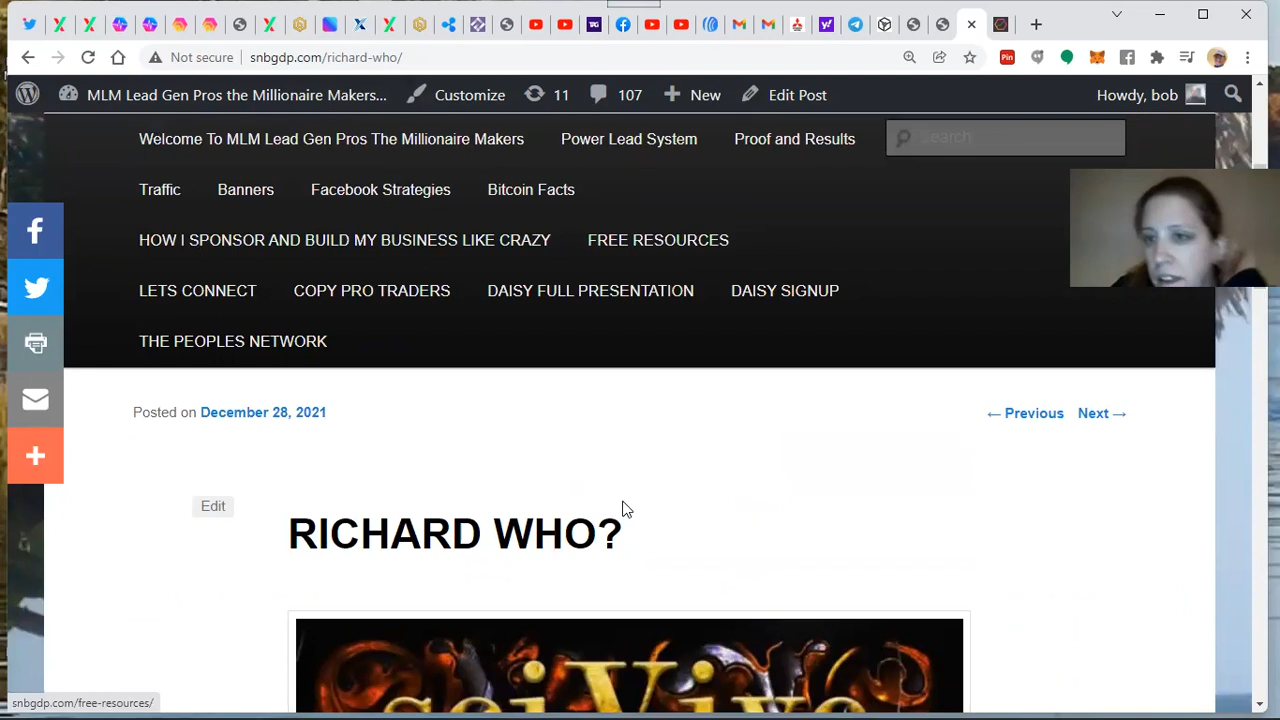 Not secure snbgdp.com/richard-who/ Pin
MLM Lead Gen Pros the Millionaire Makers... Customize 11 107 New Edit Post Howdy, bob
Welcome To MLM Lead Gen Pros The Millionaire Makers Power Lead System Proof and Results Search
Traffic Banners Facebook Strategies Bitcoin Facts
HOW I SPONSOR AND BUILD MY BUSINESS LIKE CRAZY FREE RESOURCES
LETS CONNECT COPY PRO TRADERS DAISY FULL PRESENTATION DAISY SIGNUP
THE PEOPLES NETWORK
Posted on December 28, 2021 ← Previous Next →
Edit
RICHARD WHO?
snbgdp.com/free-resources/